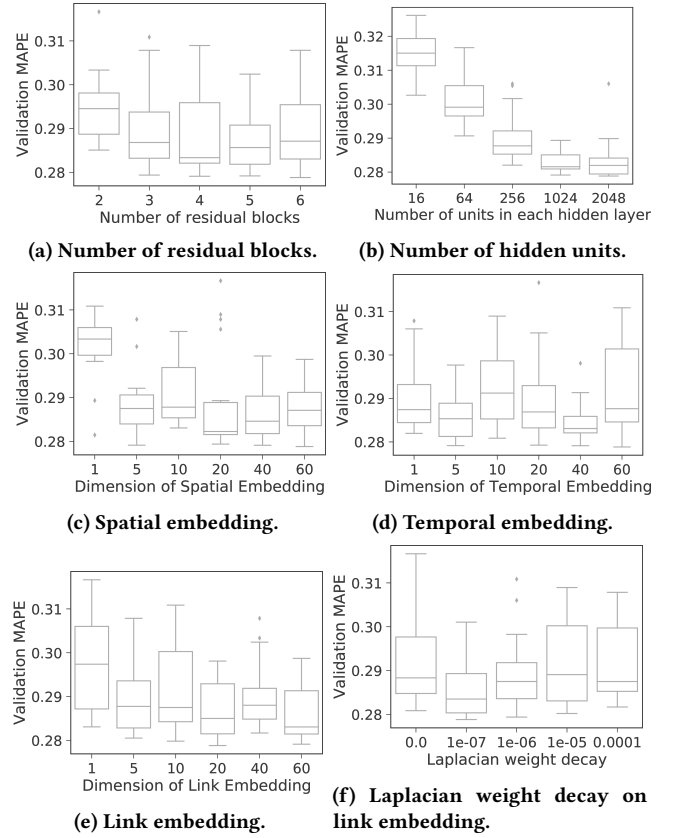 Validation MAPE
0.31
0.30
0.29
0.28
2 3 4 5 6
Number of residual blocks
(a) Number of residual blocks.
Validation MAPE
0.32
0.31
0.30
0.29
0.28
16 64 256 1024 2048
Number of units in each hidden layer
(b) Number of hidden units.
Validation MAPE
0.31
0.30
0.29
0.28
1 5 10 20 40 60
Dimension of Spatial Embedding
(c) Spatial embedding.
Validation MAPE
0.31
0.30
0.29
0.28
1 5 10 20 40 60
Dimension of Temporal Embedding
(d) Temporal embedding.
Validation MAPE
0.31
0.30
0.29
0.28
1 5 10 20 40 60
Dimension of Link Embedding
(e) Link embedding.
Validation MAPE
0.31
0.30
0.29
0.28
0.0 1e-07 1e-06 1e-05 0.0001
Laplacian weight decay
(f) Laplacian weight decay on
link embedding.